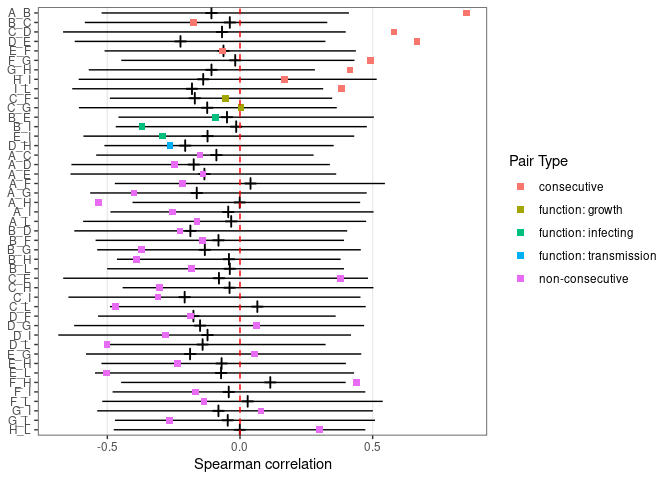 A_B
B_C
C_D
D_E
E_F
F_G
G_H
H_I
I_L
C_F
C_G
B_E
B_I
E_I
D_H
A_C
A_D
A_E
A_F
A_G
A_H
A_I
A_L
B_D
B_F
B_G
B_H
B_L
C_E
C_H
C_I
C_L
D_F
D_G
D_I
D_L
E_G
E_H
E_L
F_H
F_I
F_L
G_I
G_L
H_L
-0.5 0.0 0.5
Spearman correlation
Pair Type
consecutive
function: growth
function: infecting
function: transmission
non-consecutive